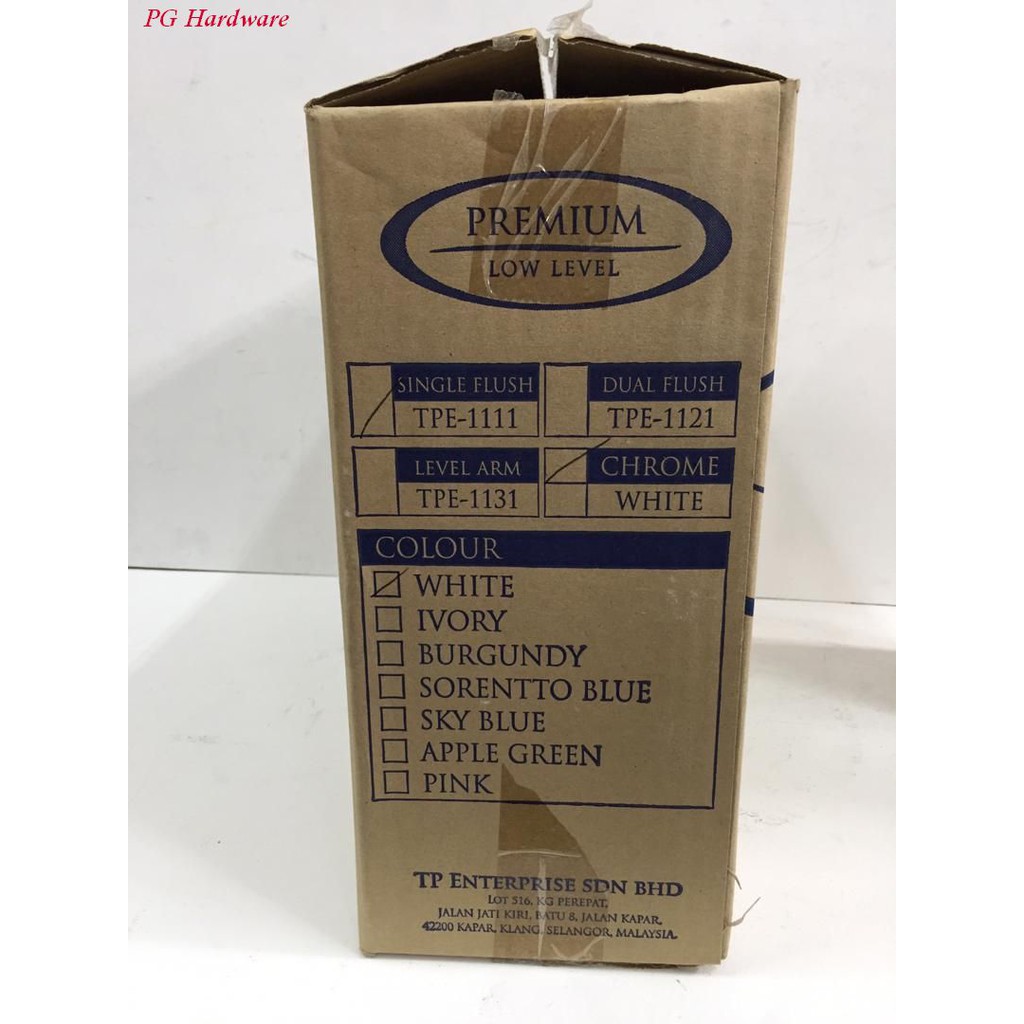 PG Hardware
PREMIUM
LOW LEVEL
SINGLE FLUSH
TPE-1111
DUAL FLUSH
TPE-1121
LEVEL ARM
TPE-1131
CHROME
WHITE
COLOUR
WHITE
IVORY
BURGUNDY
SORENTTO BLUE
SKY BLUE
APPLE GREEN
PINK
TP ENTERPRISE SDN BHD
LOT 516, KG PEREPAT,
JALAN JATI KIRI, BATU 8, JALAN KAPAR,
42200 KAPAR, KLANG, SELANGOR, MALAYSIA.